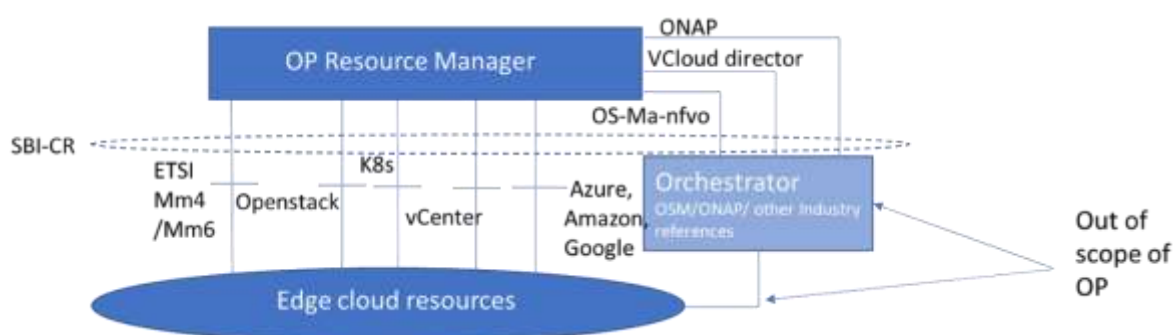 ONAP
OP Resource Manager
VCloud director
OS-Ma-nfvo
SBI-CR
ETSI
Mm4
/Mm6
Openstack
K8s
vCenter
Azure,
Amazon,
Google
Orchestrator
OSM/ONAP/ other Industry
references
Out of
scope of
OP
Edge cloud resources